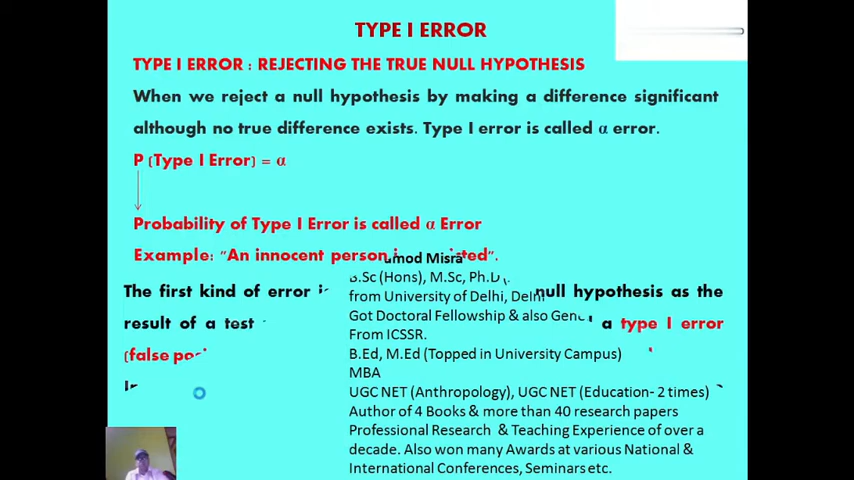 TYPE I ERROR
TYPE I ERROR : REJECTING THE TRUE NULL HYPOTHESIS
When we reject a null hypothesis by making a difference significant
although no true difference exists. Type I error is called α error.
P (Type I Error) = α
Probability of Type I Error is called α Error
Example: "An innocent person
Misra
B.Sc (Hons), M.Sc, Ph.D
The first kind of error
null hypothesis as the
from University of Delhi, Delhi
Got Doctoral Fellowship & also
result of a test
a type I error
From ICSSR.
(false
B.Ed, M.Ed (Topped in University Campus)
MBA
UGC NET (Anthropology), UGC NET (Education- 2 times)
Author of 4 Books & more than 40 research papers
Professional Research & Teaching Experience of over a
decade. Also won many Awards at various National &
International Conferences, Seminars etc.